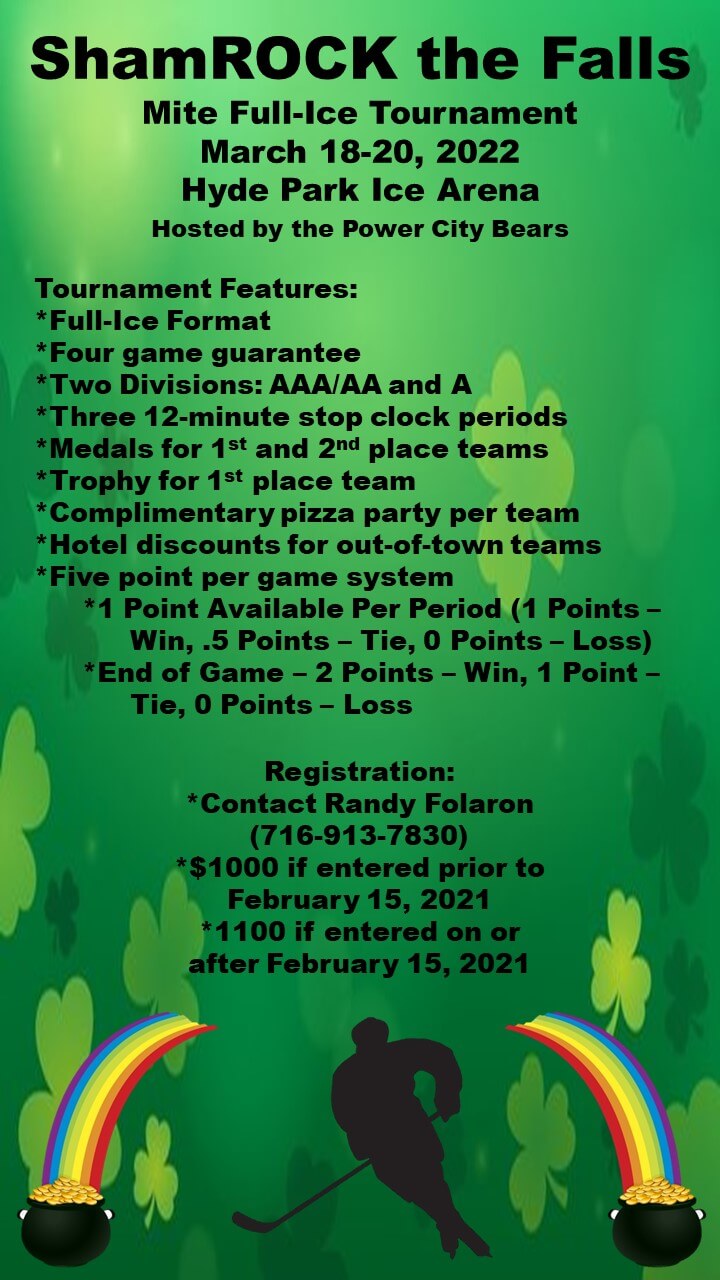 ShamROCK the Falls
Mite Full-Ice Tournament
March 18-20, 2022
Hyde Park Ice Arena
Hosted by the Power City Bears
Tournament Features:
*Full-Ice Format
*Four game guarantee
*Two Divisions: AAA/AA and A
*Three 12-minute stop clock periods
*Medals for 1st and 2nd place teams
*Trophy for 1st place team
*Complimentary pizza party per team
*Hotel discounts for out-of-town teams
*Five point per game system
*1 Point Available Per Period (1 Points –
Win, .5 Points – Tie, 0 Points – Loss)
*End of Game – 2 Points – Win, 1 Point –
Tie, 0 Points – Loss
Registration:
*Contact Randy Folaron
(716-913-7830)
*$1000 if entered prior to
February 15, 2021
*1100 if entered on or
after February 15, 2021